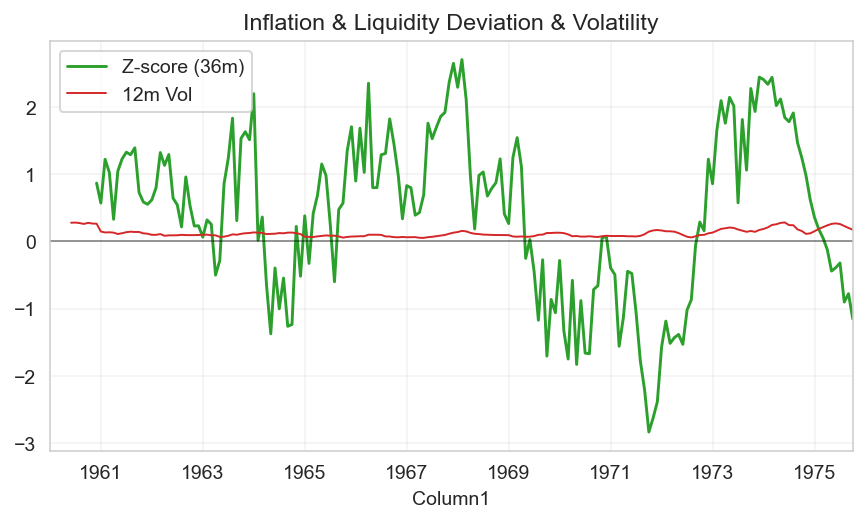 Inflation & Liquidity Deviation & Volatility
Z-score (36m)
12m Vol
2
1
0
−1
−2
−3
1961 1963 1965 1967 1969 1971 1973 1975
Column1